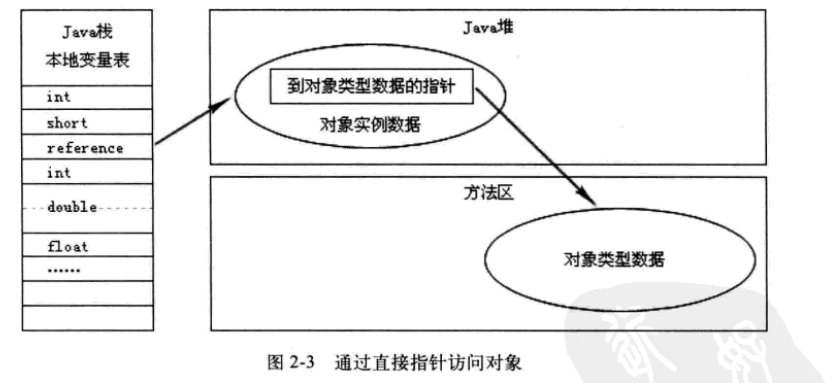 Java栈
本地变量表
int
short
reference
int
double
float
......
Java堆
到对象类型数据的指针
对象实例数据
方法区
对象类型数据
图 2-3 通过直接指针访问对象